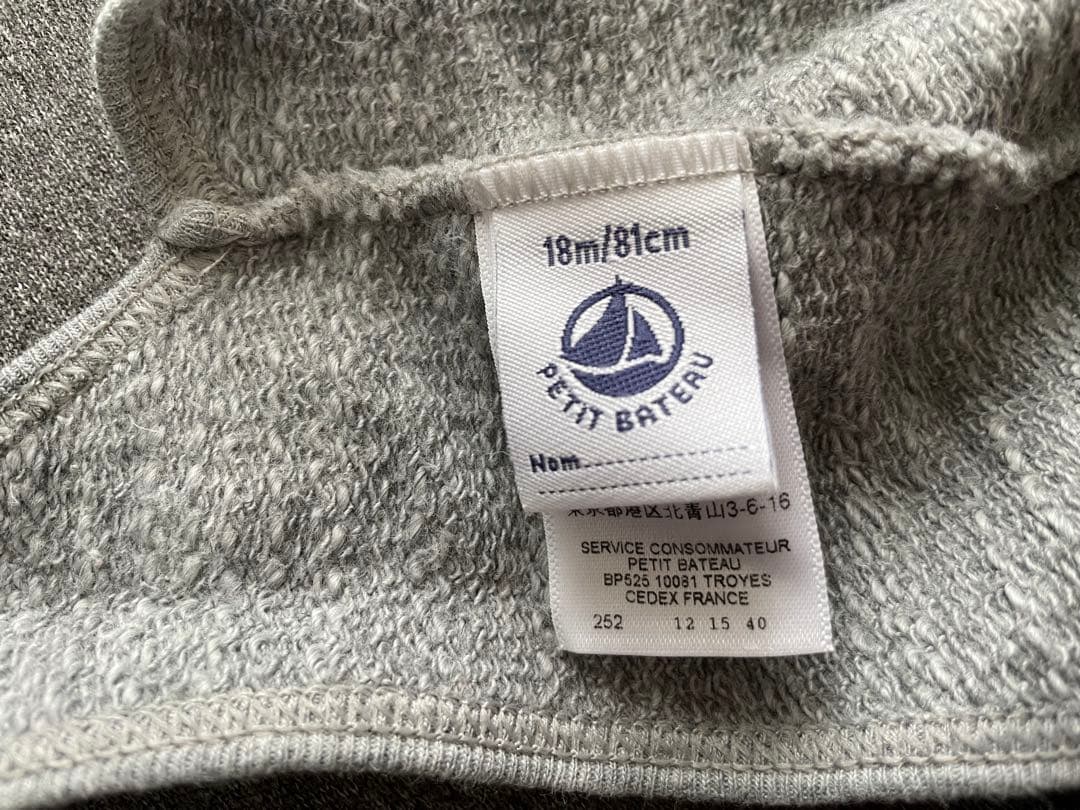 18m/81cm
PETIT BATEAU
Nom
東京都港区北青山3-6-16
SERVICE CONSOMMATEUR
PETIT BATEAU
BP525 10081 TROYES
CEDEX FRANCE
252 12 15 40